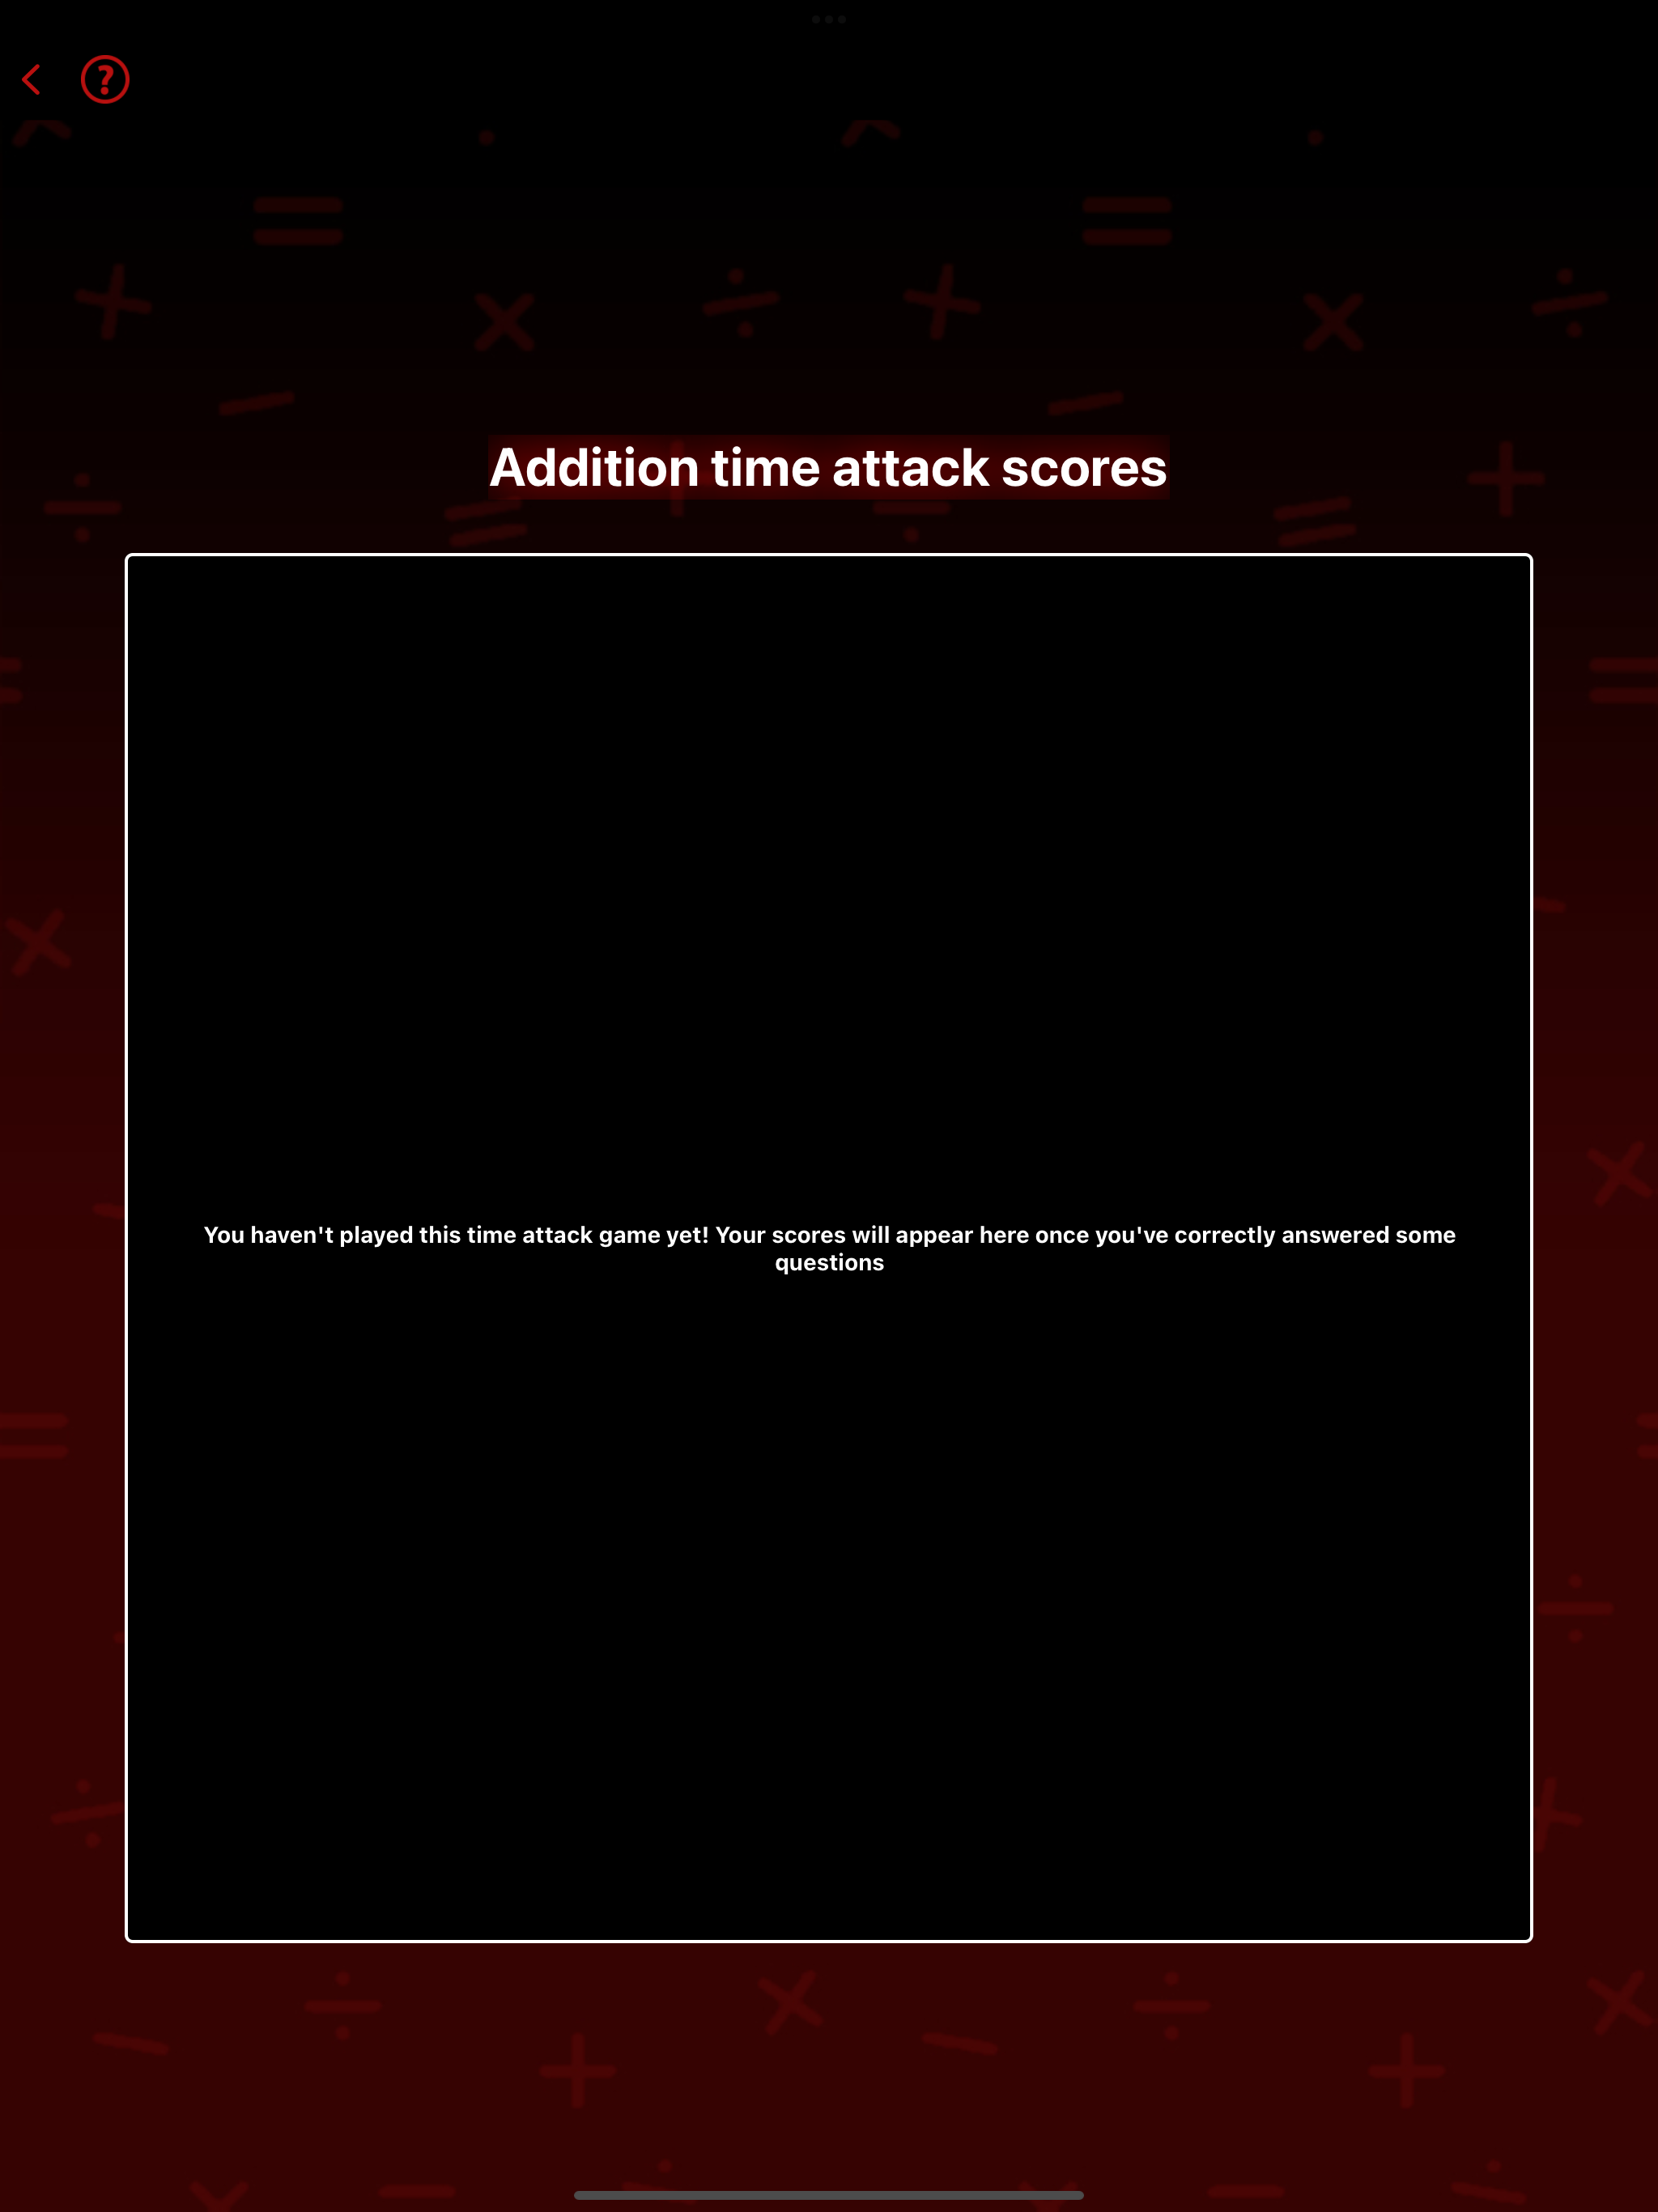 ?
Addition time attack scores
You haven't played this time attack game yet! Your scores will appear here once you've correctly answered some
questions